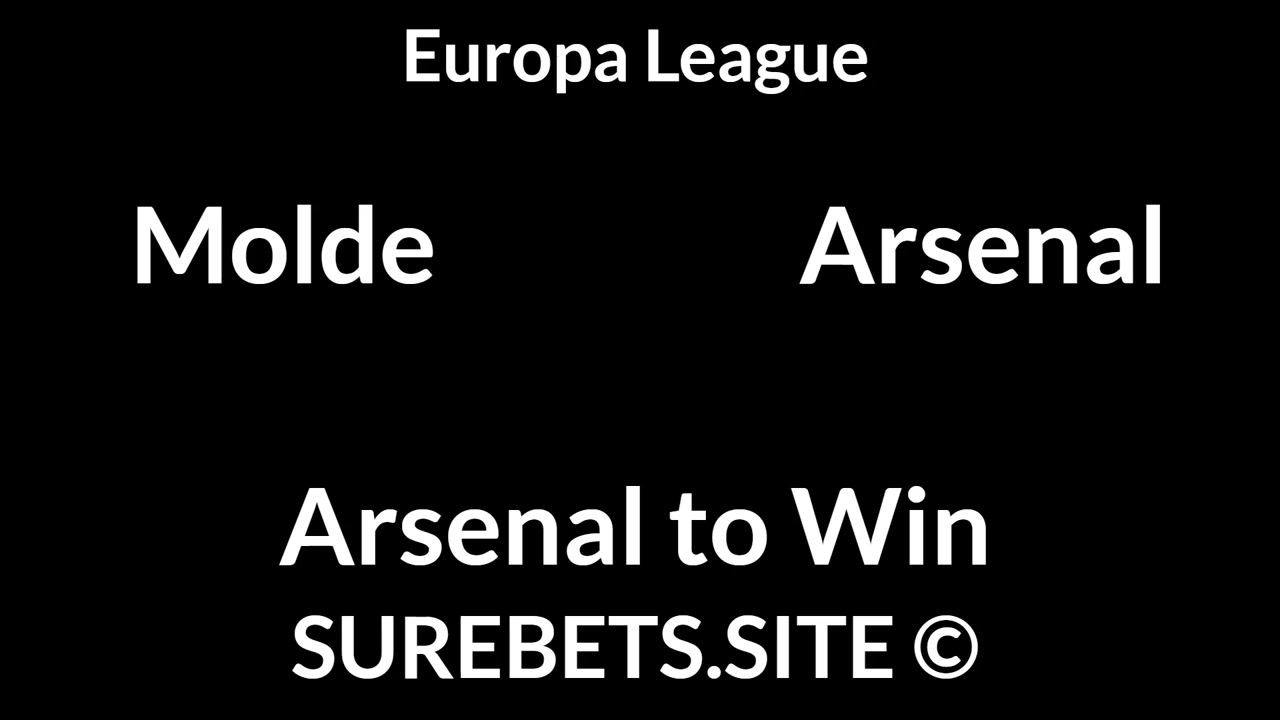 Europa League
Molde Arsenal
Arsenal to Win
SUREBETS.SITE ©